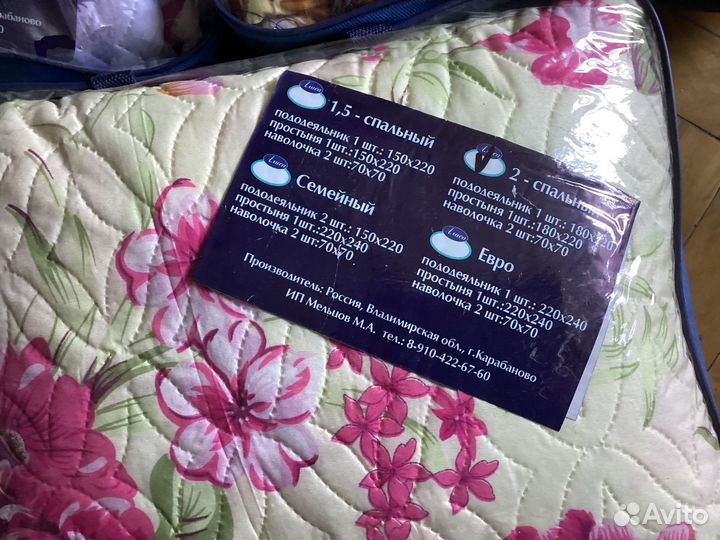 Карабаново
Luara
1,5 - спальный
пододеяльник 1 шт.: 150х220
простыня 1шт.:150х220
наволочка 2 шт:70х70
2 - спальный
пододеяльник 1 шт.: 180х220
простыня 1шт.:180х220
наволочка 2 шт:70х70
Семейный
пододеяльник 2 шт.: 150х220
простыня 1шт.:220х240
наволочка 2 шт:70х70
Евро
пододеяльник 1 шт.: 220х240
простыня 1шт.:220х240
наволочка 2 шт:70х70
Производитель: Россия, Владимирская обл., г.Карабаново
ИП Мельнов М.А. тел.: 8-910-422-67-60
Avito